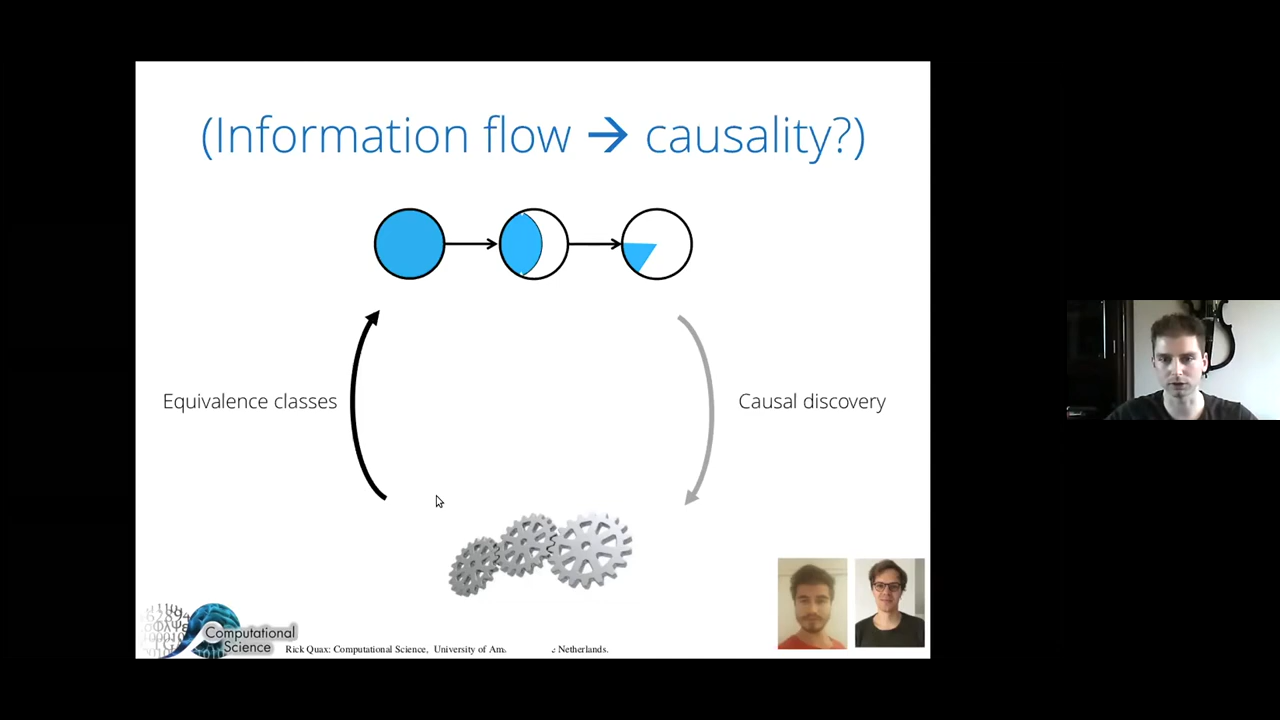 (Information flow → causality?)
Equivalence classes
Causal discovery
Computational
Science
Rick Quax: Computational Science, University of Am. Netherlands.